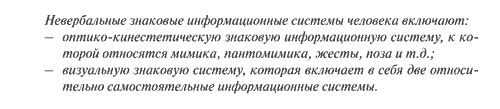 Невербальные знаковые информационные системы человека включают:
– оптико-кинестетическую знаковую информационную систему, к ко-
торой относятся мимика, пантомимика, жесты, поза и т.д.;
– визуальную знаковую систему, которая включает в себя две относи-
тельно самостоятельные информационные системы.